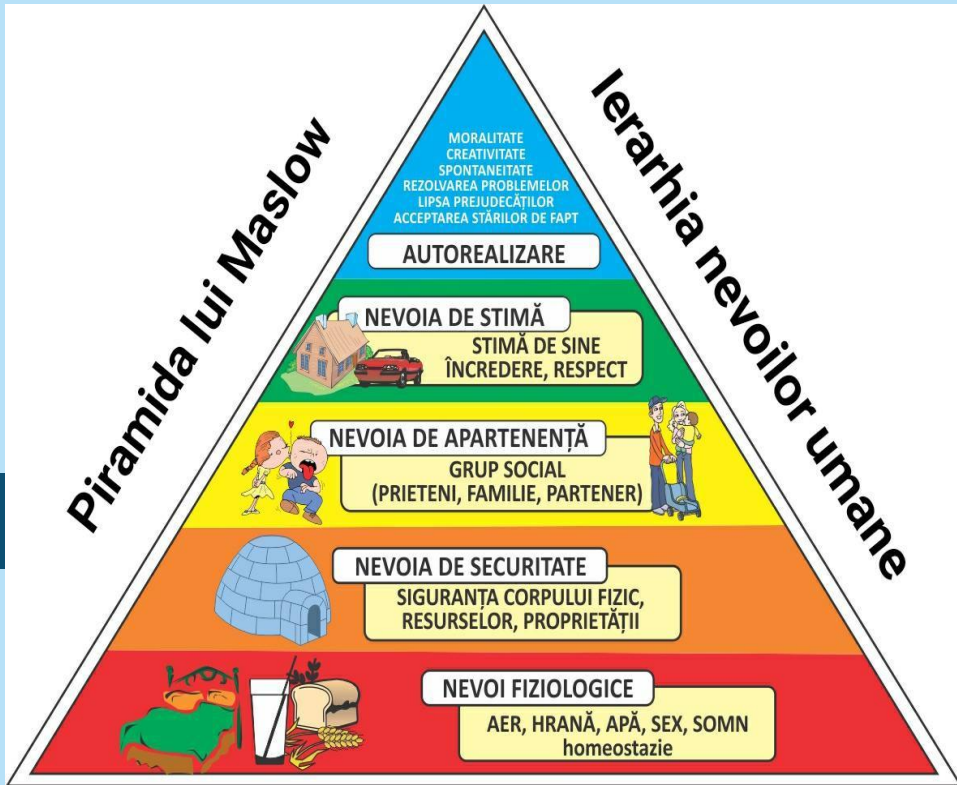 Piramida lui Maslow
Ierarhia nevoilor umane
MORALITATE
CREATIVITATE
SPONTANEITATE
REZOLVAREA PROBLEMELOR
LIPSA PREJUDECĂȚILOR
ACCEPTAREA STĂRILOR DE FAPT
AUTOREALIZARE
NEVOIA DE STIMĂ
STIMĂ DE SINE
ÎNCREDERE, RESPECT
NEVOIA DE APARTENENȚĂ
GRUP SOCIAL
(PRIETENI, FAMILIE, PARTENER)
NEVOIA DE SECURITATE
SIGURANȚA CORPULUI FIZIC,
RESURSELOR, PROPRIETĂȚII
NEVOI FIZIOLOGICE
AER, HRANĂ, APĂ, SEX, SOMN
homeostazie